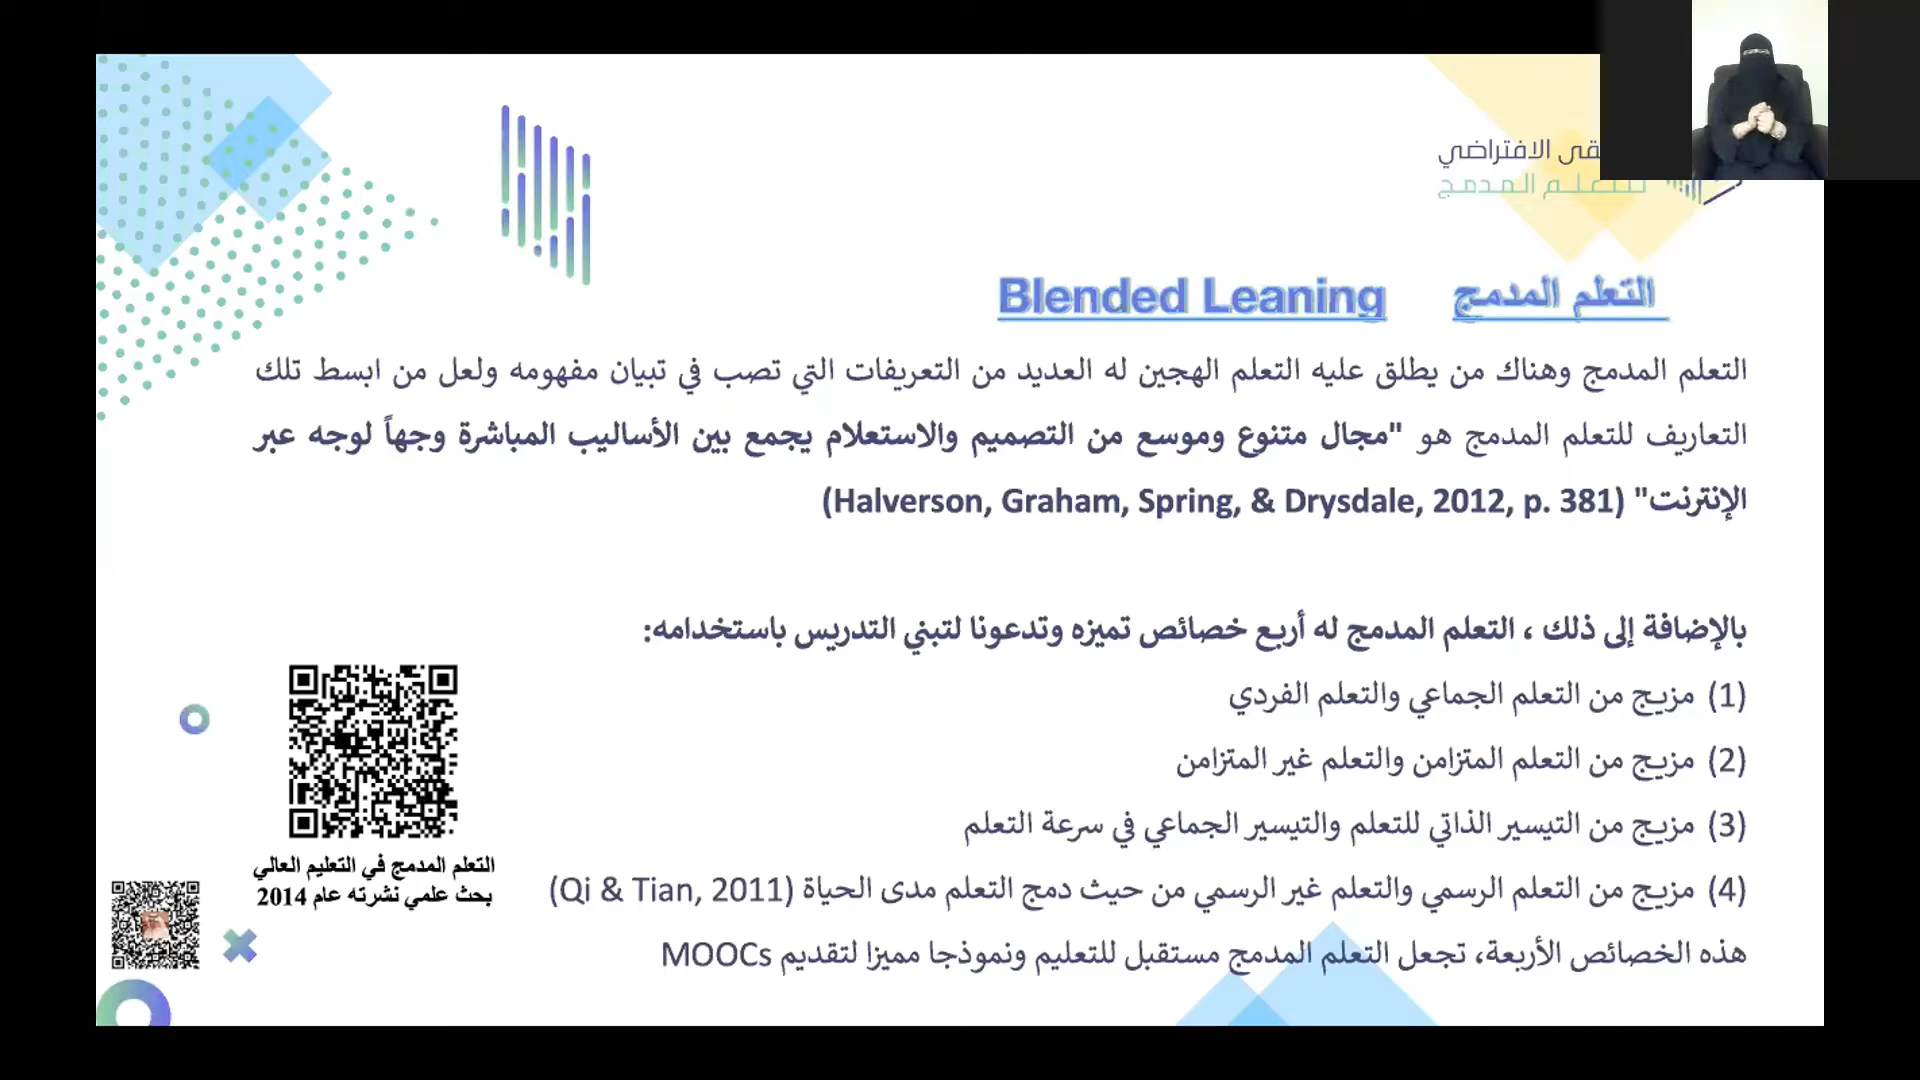 قى الافتراضي
للتعلم المدمج
التعلم المدمج Blended Leaning
التعلم المدمج وهناك من يطلق عليه التعلم الهجين له العديد من التعريفات التي تصب في تبيان مفهومه ولعل من ابسط تلك
التعاريف للتعلم المدمج هو "مجال متنوع وموسع من التصميم والاستعلام يجمع بين الأساليب المباشرة وجهاً لوجه عبر
الإنترنت" (Halverson, Graham, Spring, & Drysdale, 2012, p. 381)
بالإضافة إلى ذلك ، التعلم المدمج له أربع خصائص تميزه وتدعونا لتبني التدريس باستخدامه:
(1) مزيج من التعلم الجماعي والتعلم الفردي
(2) مزيج من التعلم المتزامن والتعلم غير المتزامن
(3) مزيج من التيسير الذاتي للتعلم والتيسير الجماعي في سرعة التعلم
(4) مزيج من التعلم الرسمي والتعلم غير الرسمي من حيث دمج التعلم مدى الحياة (Qi & Tian, 2011)
هذه الخصائص الأربعة، تجعل التعلم المدمج مستقبل للتعليم ونموذجا مميزا لتقديم MOOCs
التعلم المدمج في التعليم العالي
بحث علمي نشرته عام 2014